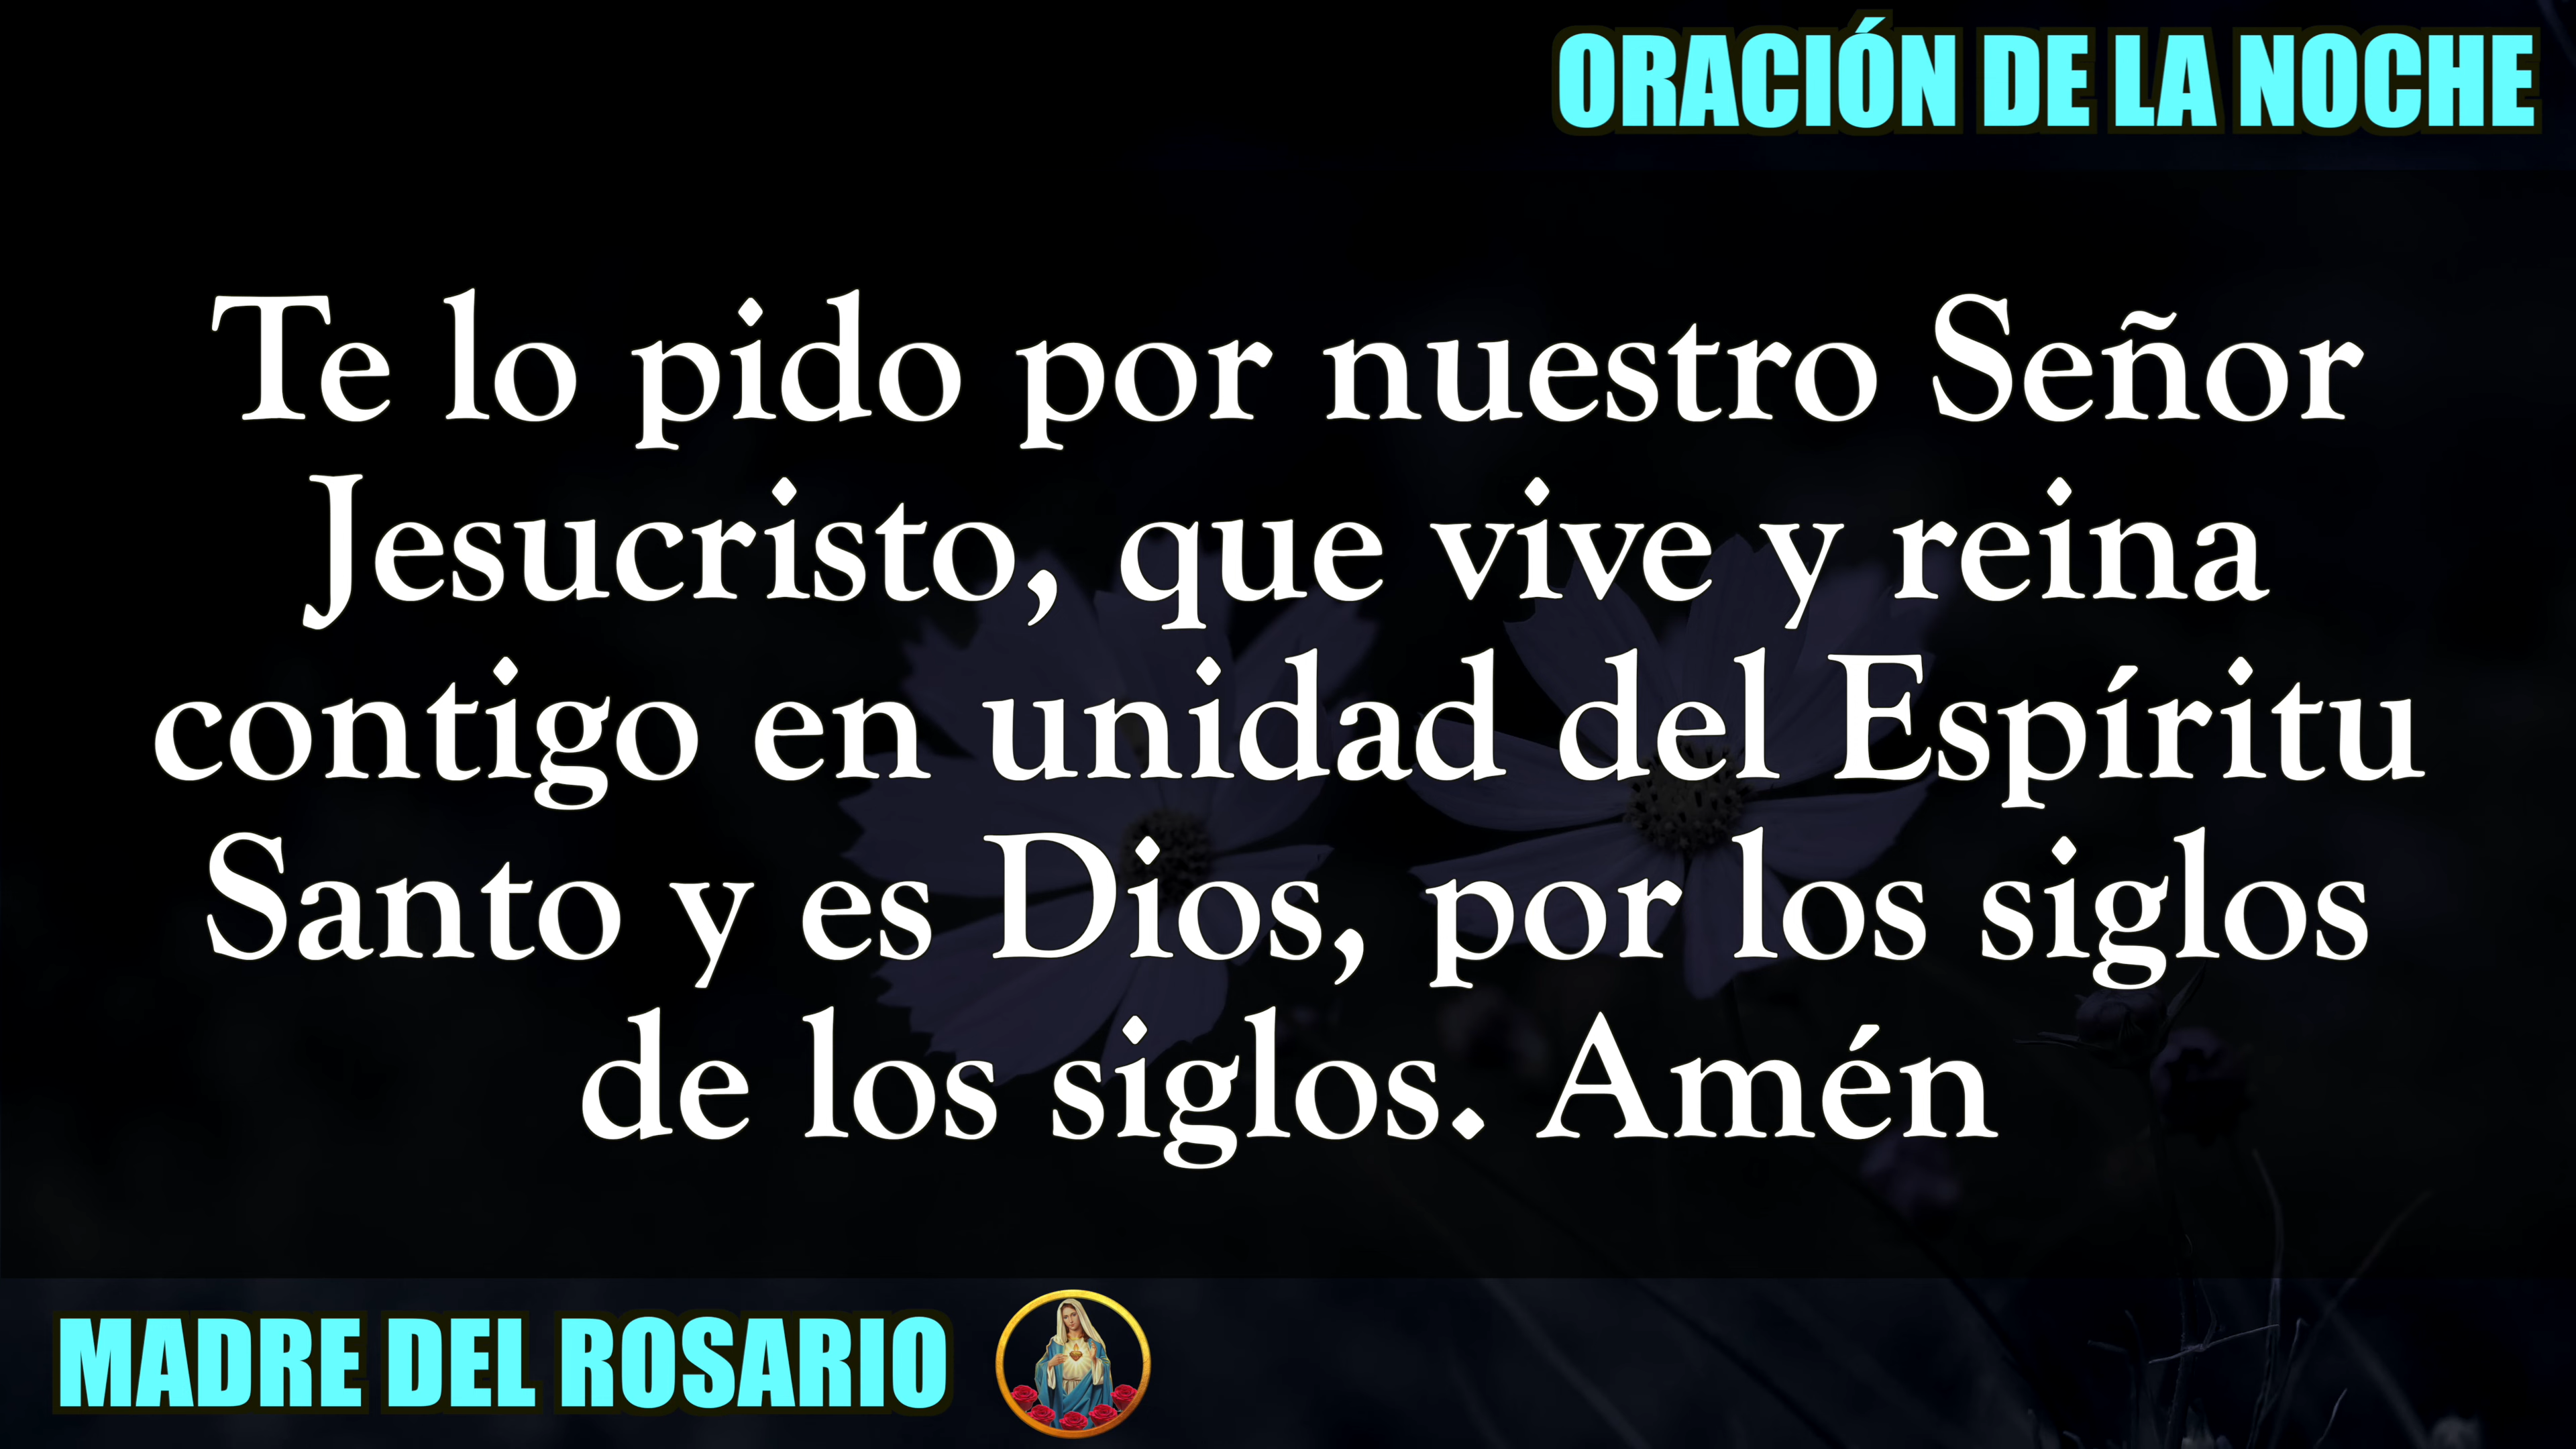 ORACIÓN DE LA NOCHE
Te lo pido por nuestro Señor
Jesucristo, que vive y reina
contigo en unidad del Espíritu
Santo y es Dios, por los siglos
de los siglos. Amén
MADRE DEL ROSARIO